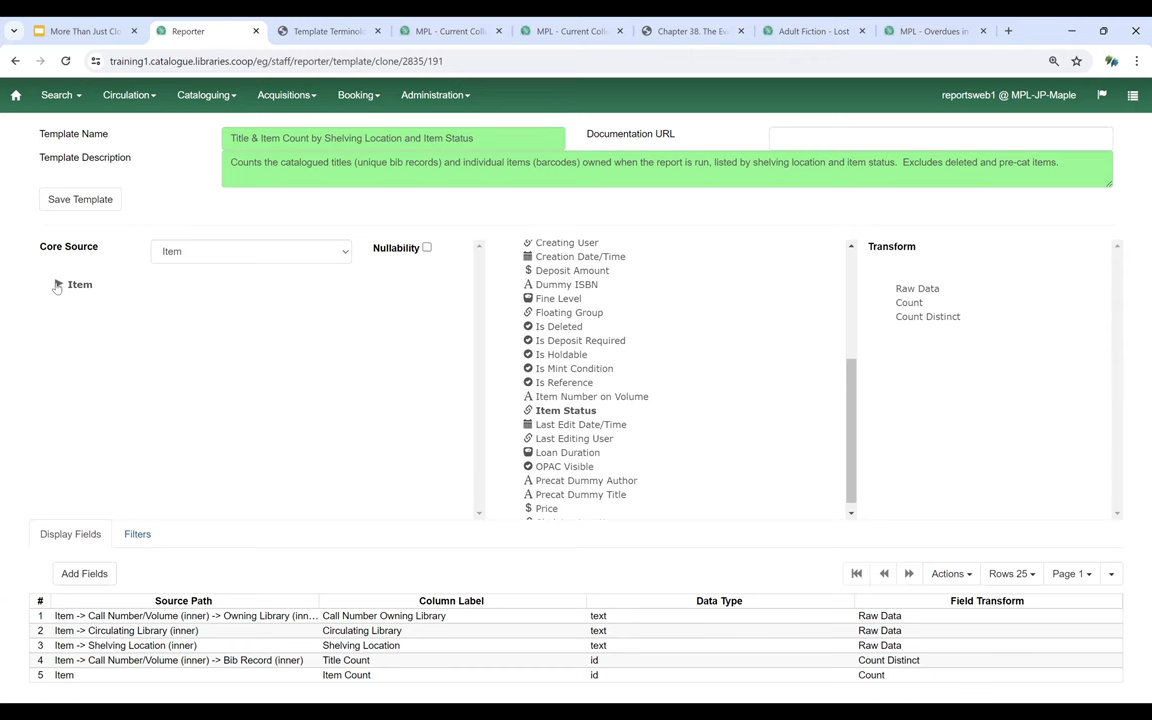 More Than Just Clo
Reporter
Template Terminol
MPL - Current Coll
MPL - Current Coll
Chapter 38. The Ev
Adult Fiction - Lost
MPL - Overdues in
training1.catalogue.libraries.coop/eg/staff/reporter/template/clone/2835/191
Search Circulation Cataloguing Acquisitions Booking Administration reportsweb1 @ MPL-JP-Maple
Template Name Title & Item Count by Shelving Location and Item Status Documentation URL
Template Description Counts the catalogued titles (unique bib records) and individual items (barcodes) owned when the report is run, listed by shelving location and item status. Excludes deleted and pre-cat items.
Save Template
Core Source Item Nullability
Item
Creating User
Creation Date/Time
Deposit Amount
Dummy ISBN
Fine Level
Floating Group
Is Deleted
Is Deposit Required
Is Holdable
Is Mint Condition
Is Reference
Item Number on Volume
Item Status
Last Edit Date/Time
Last Editing User
Loan Duration
OPAC Visible
Precat Dummy Author
Precat Dummy Title
Price
Transform
Raw Data
Count
Count Distinct
Display Fields Filters
Add Fields Actions Rows 25 Page 1
# Source Path Column Label Data Type Field Transform
1 Item -> Call Number/Volume (inner) -> Owning Library (inn... Call Number Owning Library text Raw Data
2 Item -> Circulating Library (inner) Circulating Library text Raw Data
3 Item -> Shelving Location (inner) Shelving Location text Raw Data
4 Item -> Call Number/Volume (inner) -> Bib Record (inner) Title Count id Count Distinct
5 Item Item Count id Count